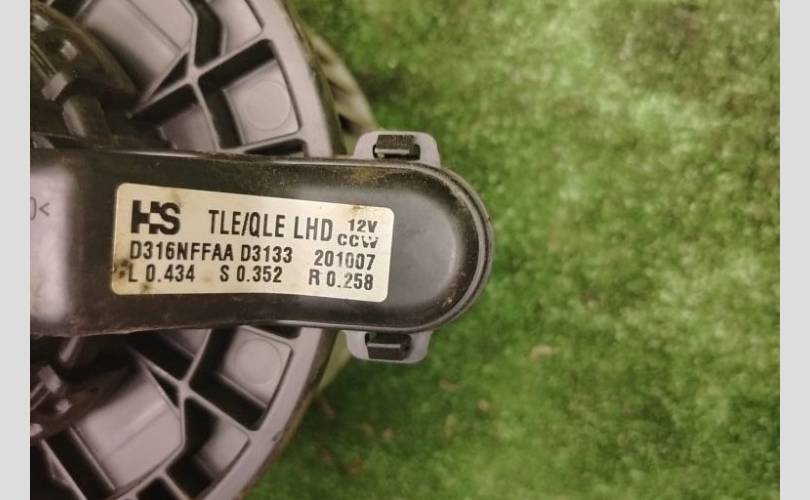 HS TLE/QLE LHD 12V CCW
D316NFFAA D3133 201007
L 0.434 S 0.352 R 0.258